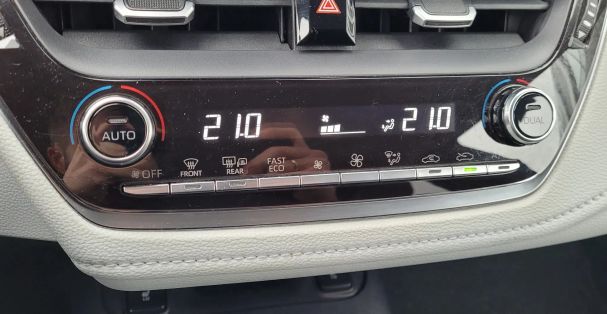 21.0 21.0
AUTO DUAL
OFF FRONT REAR FAST
ECO